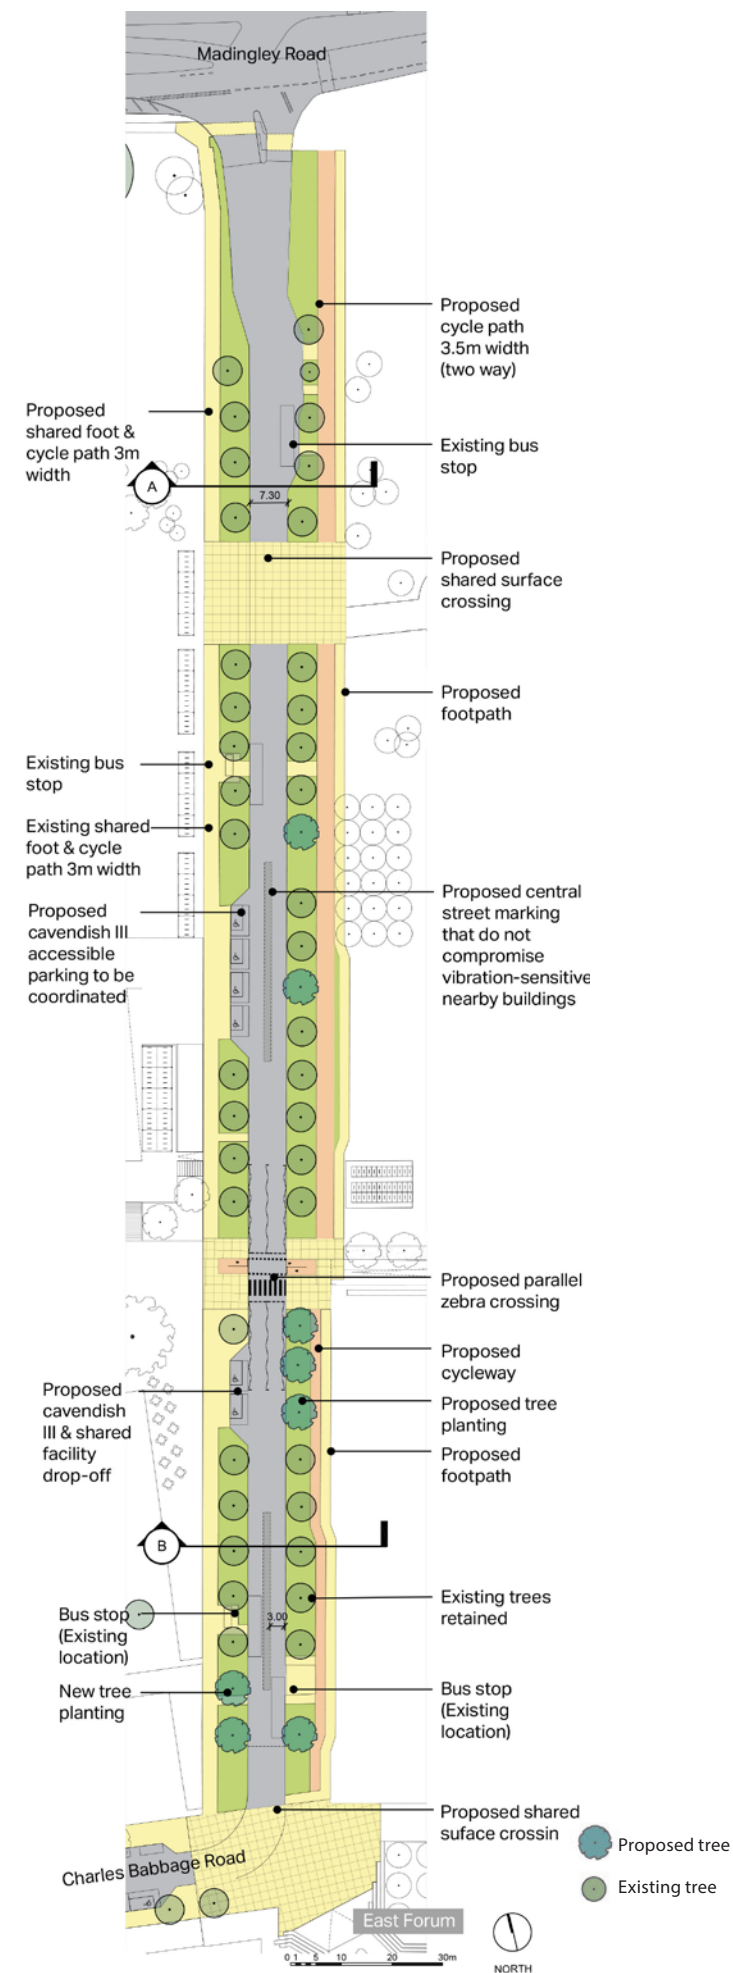 Madingley Road
Proposed
cycle path
3.5m width
(two way)
Proposed
shared foot &
cycle path 3m
width
Existing bus
stop
A
7.30
Proposed
shared surface
crossing
Proposed
footpath
Existing bus
stop
Existing shared
foot & cycle
path 3m width
Proposed central
street marking
that do not
compromise
vibration-sensitive
nearby buildings
Proposed
cavendish III
accessible
parking to be
coordinated
Proposed parallel
zebra crossing
Proposed
cycleway
Proposed
cavendish
III & shared
facility
drop-off
Proposed tree
planting
Proposed
footpath
B
Existing trees
retained
Bus stop
(Existing
location)
3.00
New tree
planting
Bus stop
(Existing
location)
Proposed shared
suface crossin
Proposed tree
Charles Babbage Road
Existing tree
East Forum
0 1 5 10 20 30m
NORTH